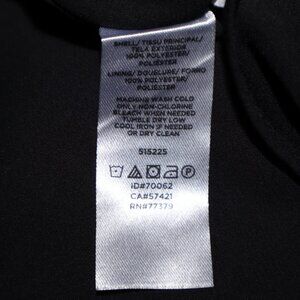 SHELL/ TISSU PRINCIPAL/
TELA EXTERIOR
100% POLYESTER/
POLIESTER
LINING/ DOUBLURE/ FORRO
100% POLYESTER/
POLIESTER
MACHINE WASH COLD
ONLY NON-CHLORINE
BLEACH WHEN NEEDED
TUMBLE DRY LOW
COOL IRON IF NEEDED
OR DRY CLEAN
515225
ID#70062
CA#57421
RN#77379